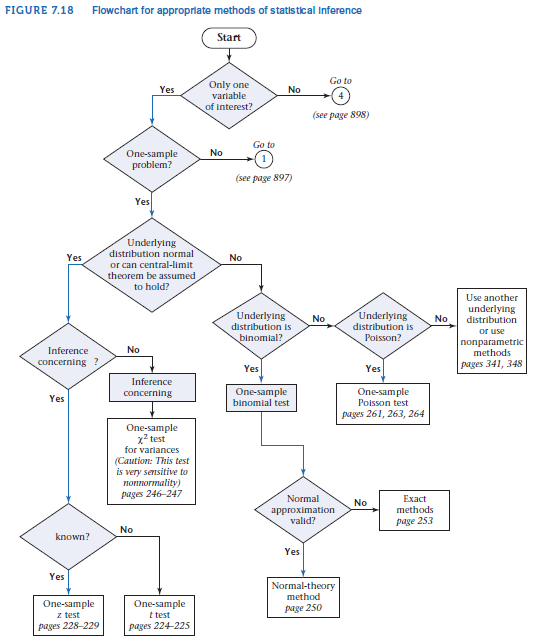 FIGURE 7.18 Flowchart for appropriate methods of statistical inference
Start
Only one
variable
of interest?
Yes
No
Go to
4
(see page 898)
One-sample
problem?
No
Go to
1
(see page 897)
Yes
Underlying
distribution normal
or can central-limit
theorem be assumed
to hold?
Yes
No
Underlying
distribution is
binomial?
No
Underlying
distribution is
Poisson?
No
Use another
underlying
distribution
or use
nonparametric
methods
pages 341, 348
Inference
concerning ?
No
Inference
concerning
Yes
One-sample
χ² test
for variances
(Caution: This test
is very sensitive to
nonnormality)
pages 246–247
Yes
One-sample
binomial test
Yes
One-sample
Poisson test
pages 261, 263, 264
Normal
approximation
valid?
No
Exact
methods
page 253
Yes
Normal-theory
method
page 250
known?
No
Yes
One-sample
z test
pages 228–229
One-sample
t test
pages 224–225